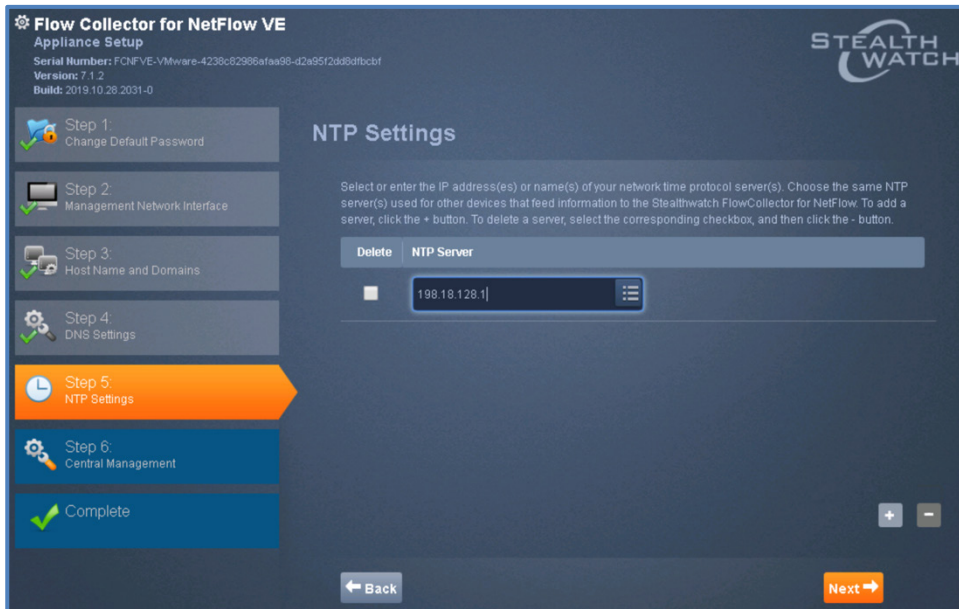 Flow Collector for NetFlow VE
Appliance Setup
Serial Number: FCNFVE-VMware-4238c82986afaa98-d2a95f2dd8dfbcbf
Version: 7.1.2
Build: 2019.10.28.2031-0
STEALTH
WATCH
Step 1:
Change Default Password
Step 2:
Management Network Interface
Step 3:
Host Name and Domains
Step 4:
DNS Settings
Step 5:
NTP Settings
Step 6:
Central Management
Complete
NTP Settings
Select or enter the IP address(es) or name(s) of your network time protocol server(s). Choose the same NTP
server(s) used for other devices that feed information to the Stealthwatch FlowCollector for NetFlow. To add a
server, click the + button. To delete a server, select the corresponding checkbox, and then click the - button.
Delete NTP Server
198.18.128.1
+ -
Back
Next